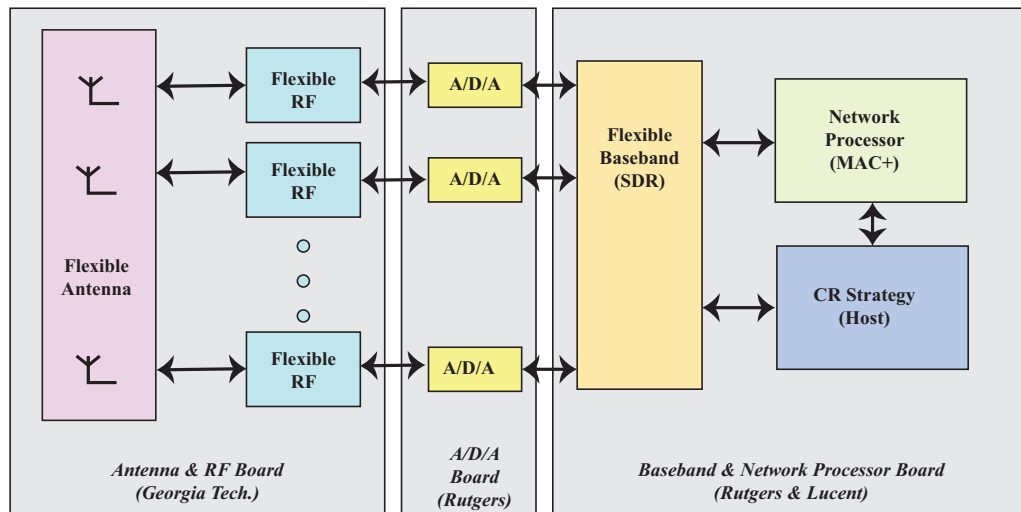 Flexible
Antenna
Flexible
RF
Flexible
RF
Flexible
RF
Antenna & RF Board
(Georgia Tech.)
A/D/A
A/D/A
A/D/A
A/D/A
Board
(Rutgers)
Flexible
Baseband
(SDR)
Network
Processor
(MAC+)
CR Strategy
(Host)
Baseband & Network Processor Board
(Rutgers & Lucent)